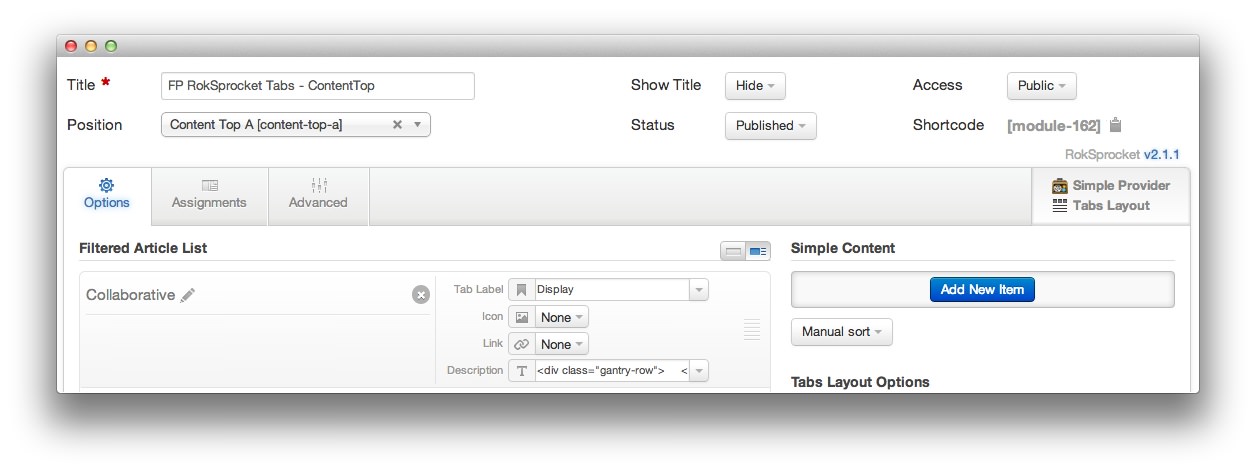 Title * FP RokSprocket Tabs - ContentTop Show Title Hide Access Public
Position Content Top A [content-top-a] Status Published Shortcode [module-162]
RokSprocket v2.1.1
Options Assignments Advanced
Simple Provider
Tabs Layout
Filtered Article List
Collaborative
Tab Label Display
Icon None
Link None
Description T <div class="gantry-row"> <
Simple Content
Add New Item
Manual sort
Tabs Layout Options